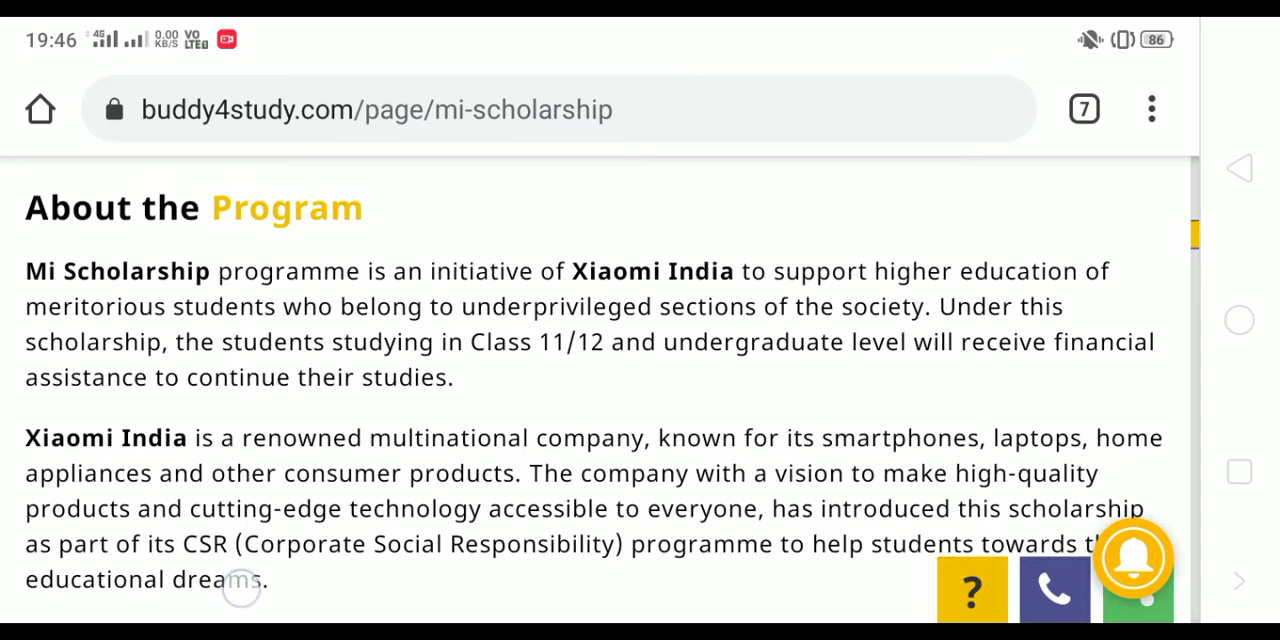 19:46 4G 0.00 KB/S VO LTE 86
buddy4study.com/page/mi-scholarship 7
About the Program
Mi Scholarship programme is an initiative of Xiaomi India to support higher education of
meritorious students who belong to underprivileged sections of the society. Under this
scholarship, the students studying in Class 11/12 and undergraduate level will receive financial
assistance to continue their studies.
Xiaomi India is a renowned multinational company, known for its smartphones, laptops, home
appliances and other consumer products. The company with a vision to make high-quality
products and cutting-edge technology accessible to everyone, has introduced this scholarship
as part of its CSR (Corporate Social Responsibility) programme to help students towards
educational dreams.
?